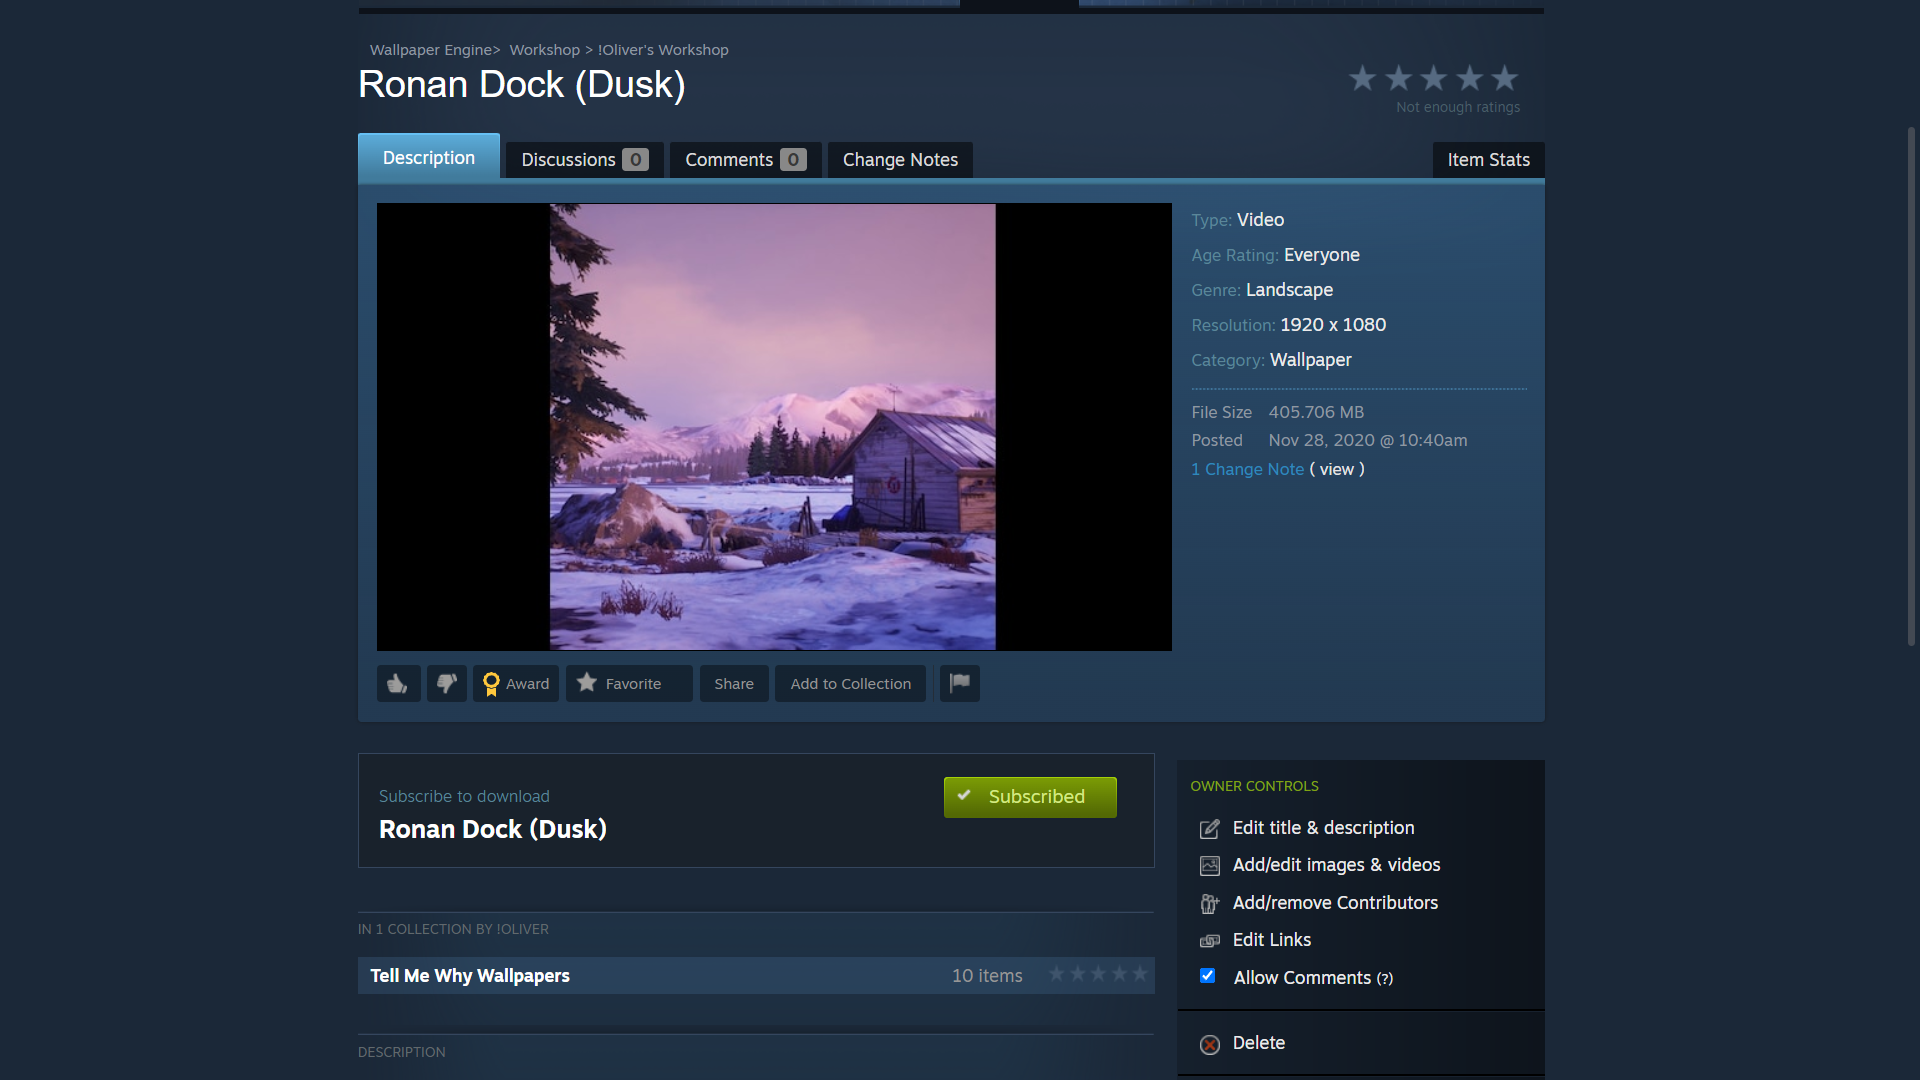 Wallpaper Engine> Workshop > !Oliver's Workshop
Ronan Dock (Dusk)
Not enough ratings
Description
Discussions 0
Comments 0
Change Notes
Item Stats
Type: Video
Age Rating: Everyone
Genre: Landscape
Resolution: 1920 x 1080
Category: Wallpaper
File Size 405.706 MB
Posted Nov 28, 2020 @ 10:40am
1 Change Note ( view )
Award
Favorite
Share
Add to Collection
Subscribe to download
Ronan Dock (Dusk)
Subscribed
IN 1 COLLECTION BY !OLIVER
Tell Me Why Wallpapers 10 items
DESCRIPTION
OWNER CONTROLS
Edit title & description
Add/edit images & videos
Add/remove Contributors
Edit Links
Allow Comments (?)
Delete